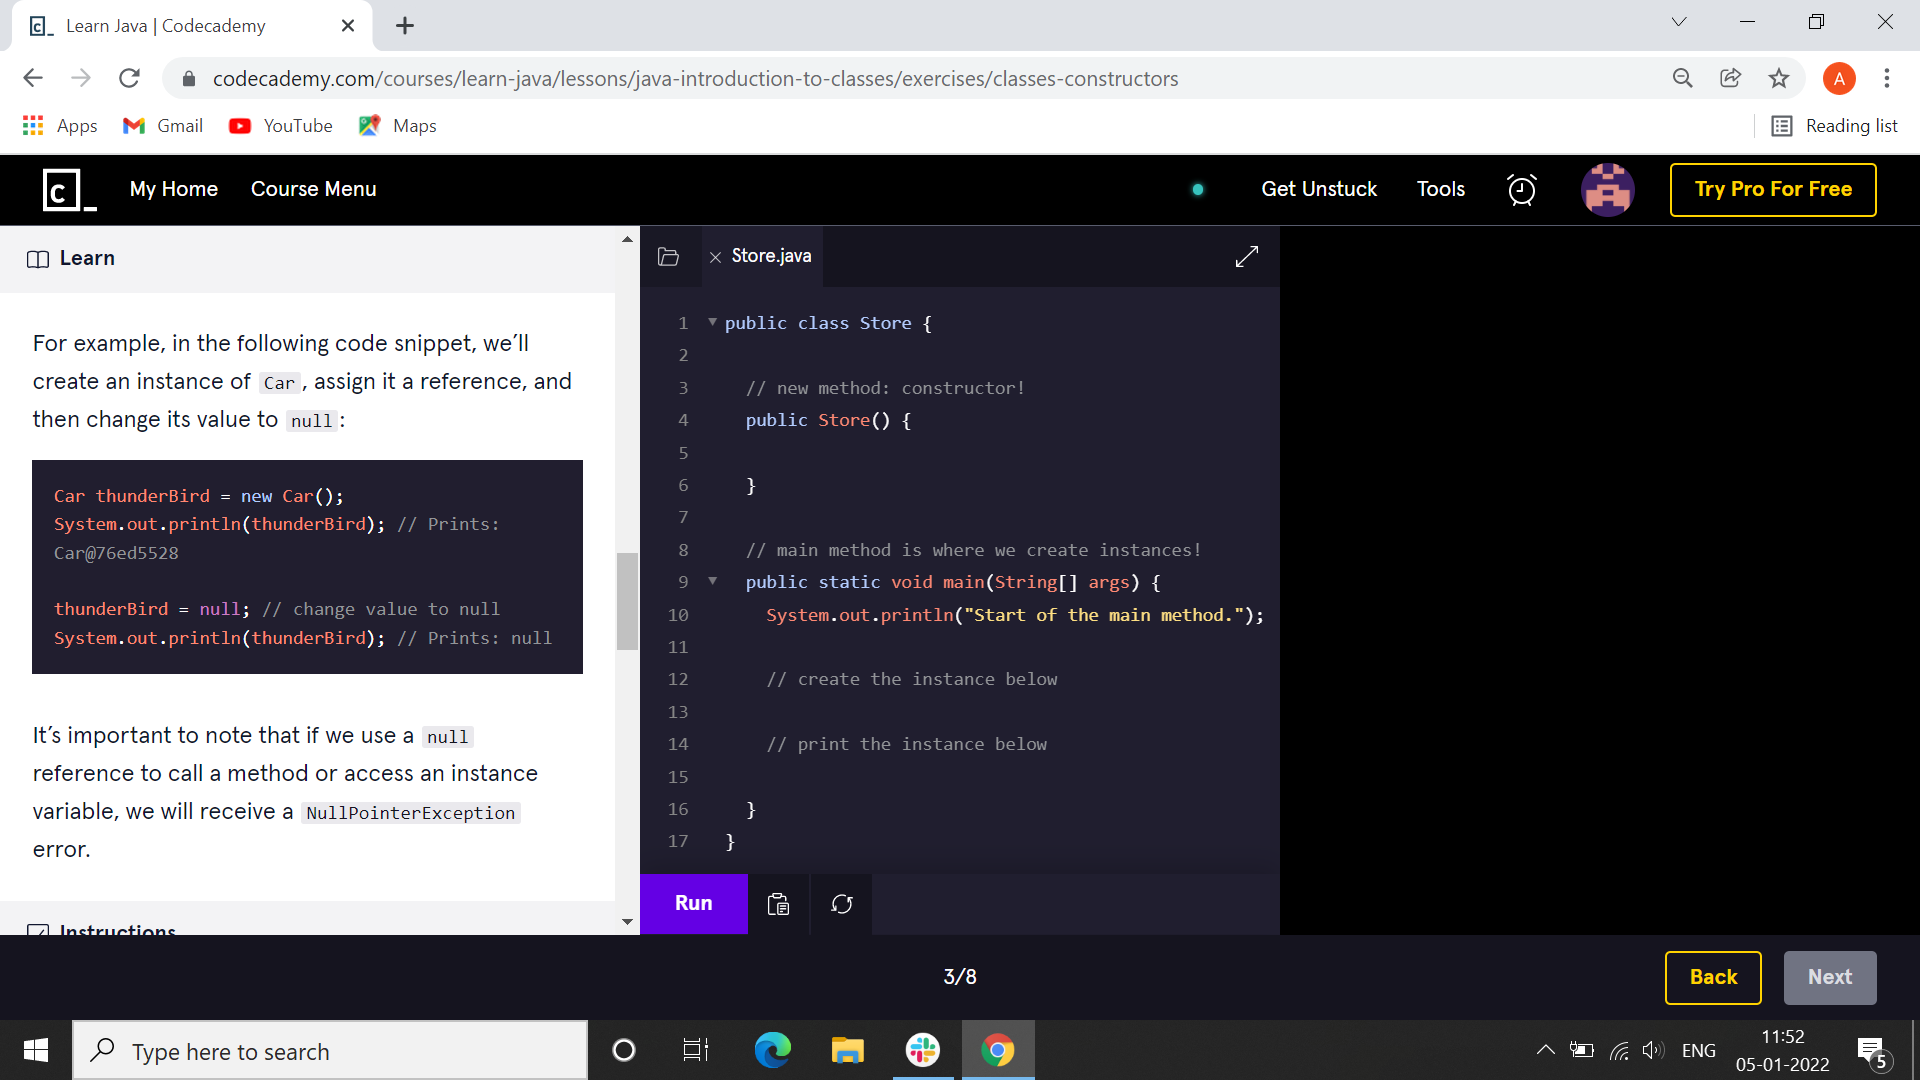 Learn Java | Codecademy
codecademy.com/courses/learn-java/lessons/java-introduction-to-classes/exercises/classes-constructors
A
Apps
Gmail
YouTube
Maps
Reading list
c
My Home
Course Menu
Get Unstuck
Tools
Try Pro For Free
Learn
For example, in the following code snippet, we’ll
create an instance of Car, assign it a reference, and
then change its value to null:
Car thunderBird = new Car();
System.out.println(thunderBird); // Prints:
Car@76ed5528
thunderBird = null; // change value to null
System.out.println(thunderBird); // Prints: null
It’s important to note that if we use a null
reference to call a method or access an instance
variable, we will receive a NullPointerException
error.
Instructions
Store.java
1 public class Store {
2
3 // new method: constructor!
4 public Store() {
5
6 }
7
8 // main method is where we create instances!
9 public static void main(String[] args) {
10 System.out.println("Start of the main method.");
11
12 // create the instance below
13
14 // print the instance below
15
16 }
17 }
Run
3/8
Back
Next
Type here to search
ENG
11:52
05-01-2022
5